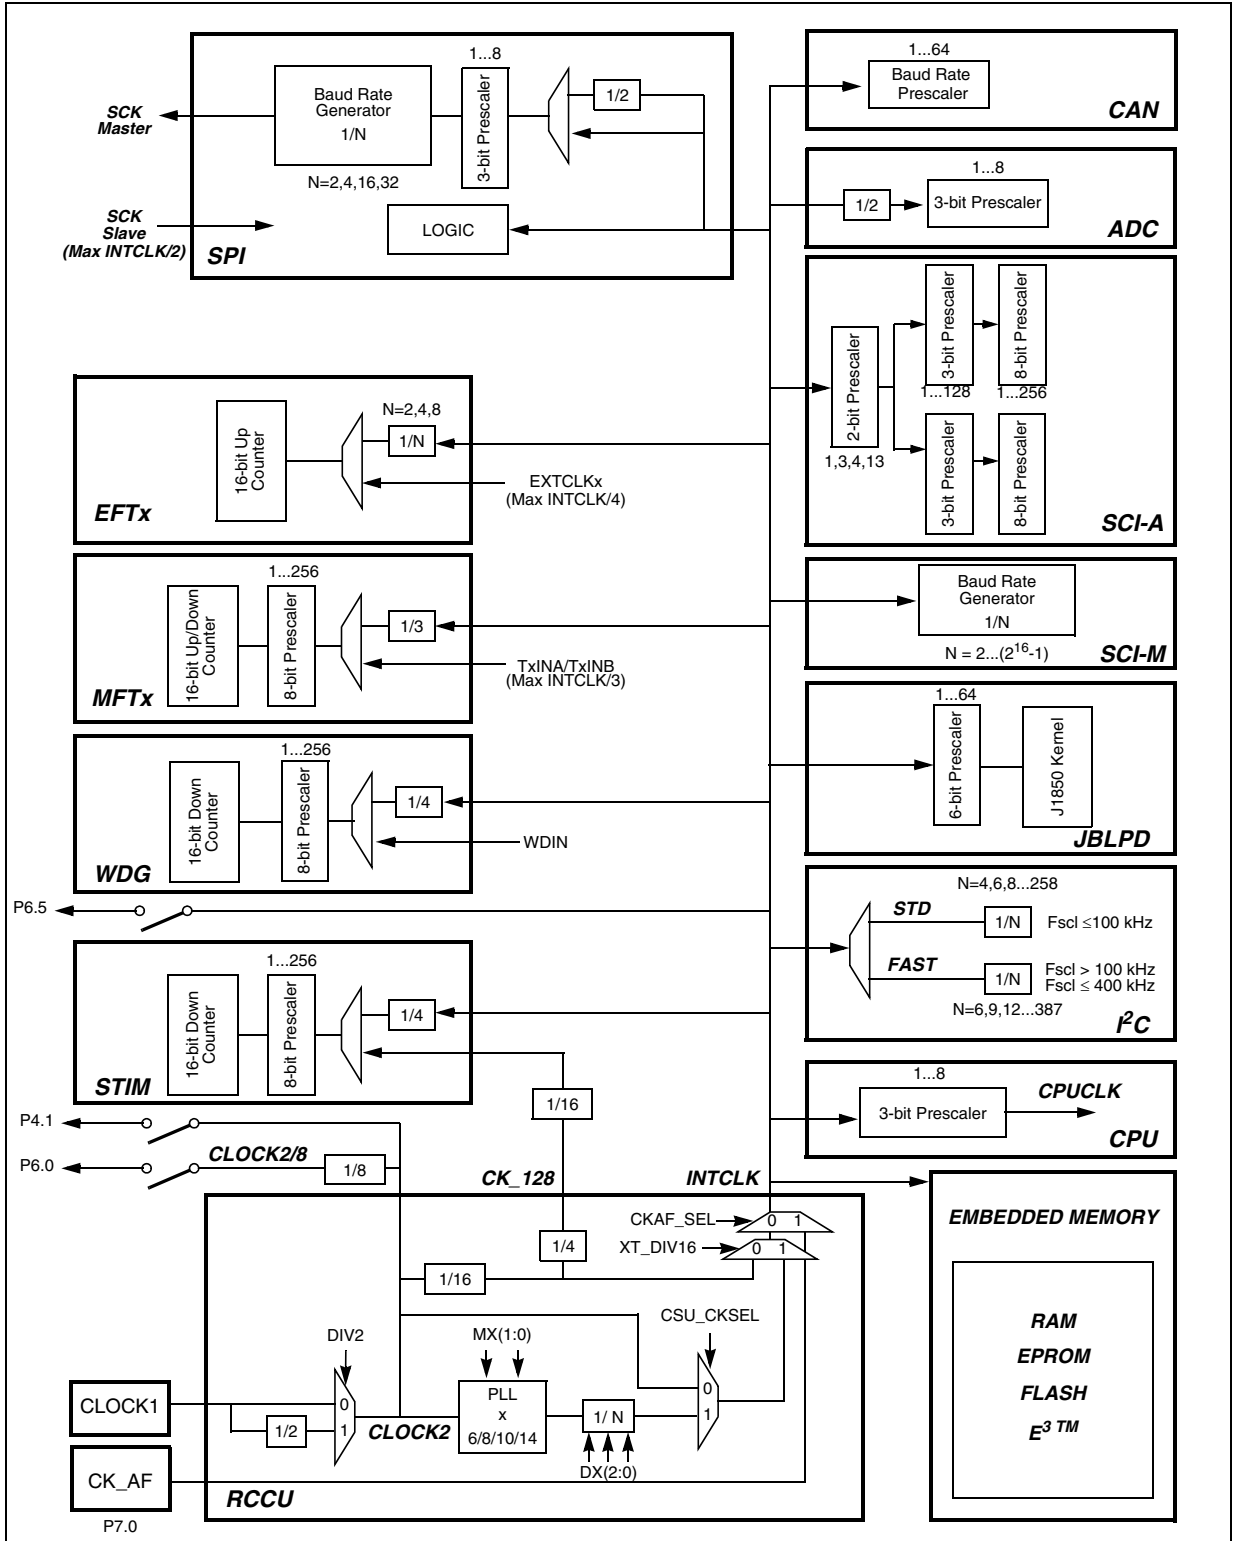 1...8
Baud Rate
Generator
1/N
N=2,4,16,32
3-bit Prescaler
1/2
SCK
Master
SCK
Slave
(Max INTCLK/2)
LOGIC
SPI
1...64
Baud Rate
Prescaler
CAN
1...8
1/2
3-bit Prescaler
ADC
2-bit Prescaler
1,3,4,13
3-bit Prescaler
1...128
8-bit Prescaler
1...256
3-bit Prescaler
8-bit Prescaler
SCI-A
16-bit Up
Counter
N=2,4,8
1/N
EXTCLKx
(Max INTCLK/4)
EFTx
Baud Rate
Generator
1/N
N = 2...(2^16-1)
SCI-M
16-bit Up/Down
Counter
1...256
8-bit Prescaler
1/3
TxINA/TxINB
(Max INTCLK/3)
MFTx
1...64
6-bit Prescaler
J1850 Kernel
JBLPD
16-bit Down
Counter
1...256
8-bit Prescaler
1/4
WDIN
WDG
P6.5
N=4,6,8...258
STD
1/N
Fscl ≤100 kHz
FAST
1/N
Fscl > 100 kHz
Fscl ≤ 400 kHz
N=6,9,12...387
I²C
16-bit Down
Counter
1...256
8-bit Prescaler
1/4
STIM
1/16
1...8
3-bit Prescaler
CPUCLK
CPU
P4.1
P6.0
CLOCK2/8
1/8
CK_128
INTCLK
CKAF_SEL
0 1
XT_DIV16
0 1
1/4
1/16
CSU_CKSEL
0
1
DIV2
0
1
MX(1:0)
PLL
x
6/8/10/14
1/ N
DX(2:0)
CLOCK1
1/2
CLOCK2
CK_AF
P7.0
RCCU
EMBEDDED MEMORY
RAM
EPROM
FLASH
E³ ™